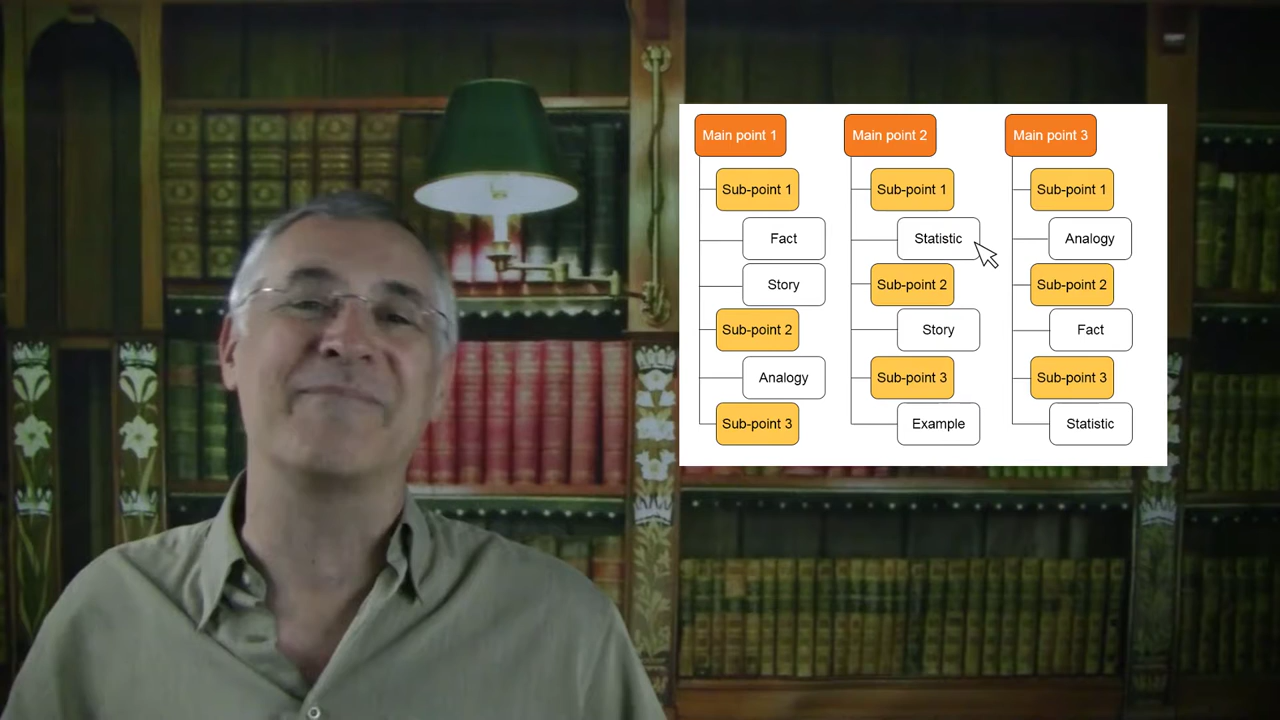 Main point 1
Sub-point 1
Fact
Story
Sub-point 2
Analogy
Sub-point 3
Main point 2
Sub-point 1
Statistic
Sub-point 2
Story
Sub-point 3
Example
Main point 3
Sub-point 1
Analogy
Sub-point 2
Fact
Sub-point 3
Statistic